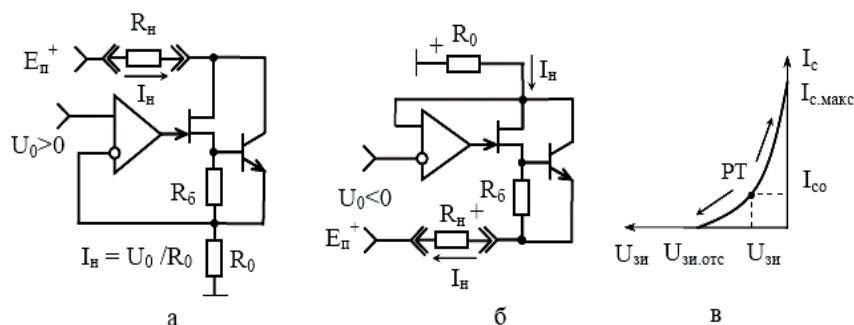 Rн
Eп+
Iн
U0>0
Rб
Iн = U0 /R0
R0
а
+
R0
Iн
U0<0
Rб
Rн +
Eп+
Iн
б
Iс
Iс.макс
РТ
Iсо
Uзи
Uзи.отс
Uзи
в